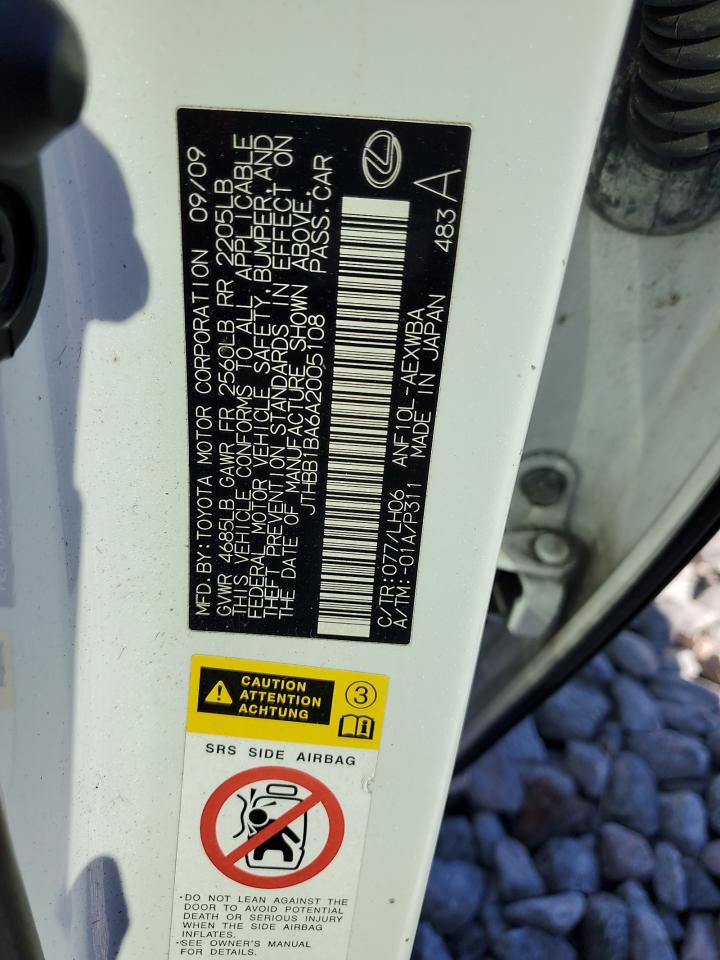 MFD. BY: TOYOTA MOTOR CORPORATION 09/09
GVWR 4685LB GAWR FR 2560LB RR 2205LB
THIS VEHICLE CONFORMS TO ALL APPLICABLE
FEDERAL MOTOR VEHICLE SAFETY, BUMPER, AND
THEFT PREVENTION STANDARDS IN EFFECT ON
THE DATE OF MANUFACTURE SHOWN ABOVE.
JTHBB1BA6A2005108 PASS. CAR
C/TR: 077/LH06 ANF10L-AEXWBA 483
A/TM: -01A/P311 MADE IN JAPAN A
CAUTION
ATTENTION
ACHTUNG
3
SRS SIDE AIRBAG
·DO NOT LEAN AGAINST THE
DOOR TO AVOID POTENTIAL
DEATH OR SERIOUS INJURY
WHEN THE SIDE AIRBAG
INFLATES.
·SEE OWNER'S MANUAL
FOR DETAILS.